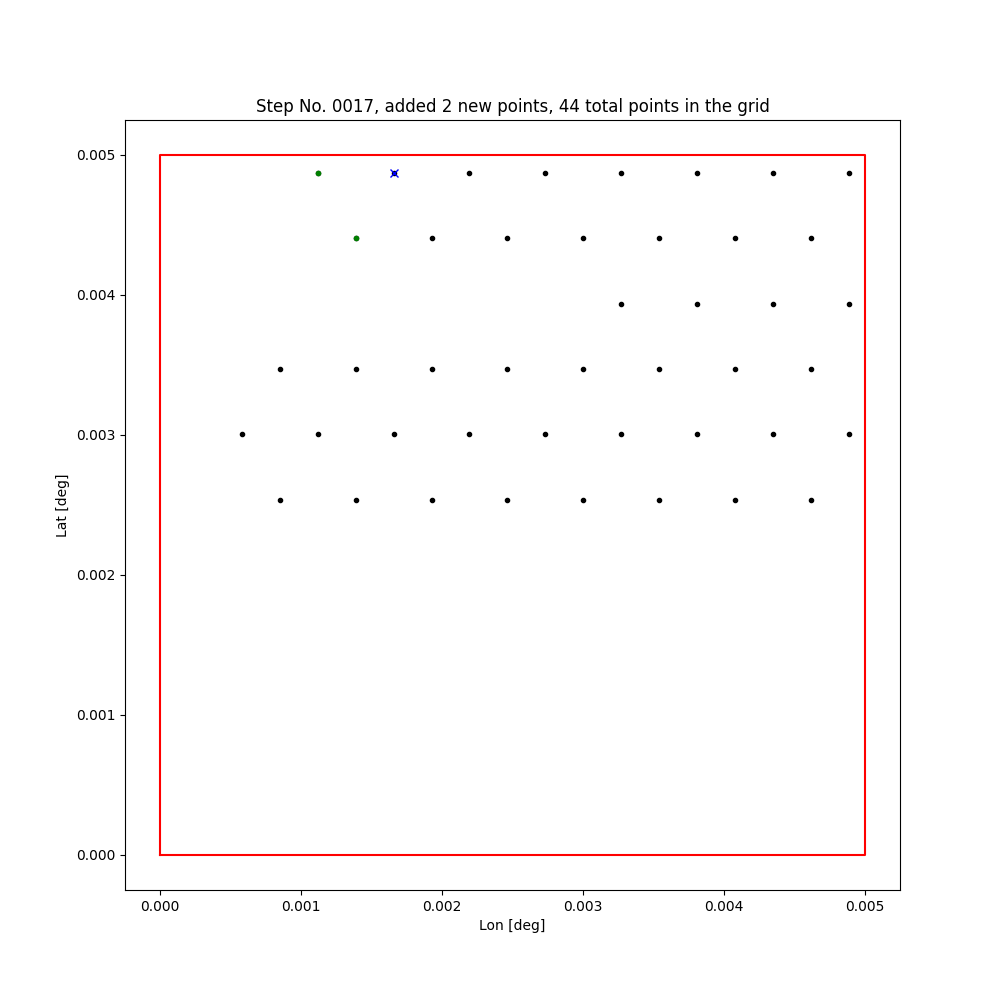 Step No. 0017, added 2 new points, 44 total points in the grid
0.005
0.004
0.003
0.002
0.001
0.000
Lat [deg]
0.000 0.001 0.002 0.003 0.004 0.005
Lon [deg]